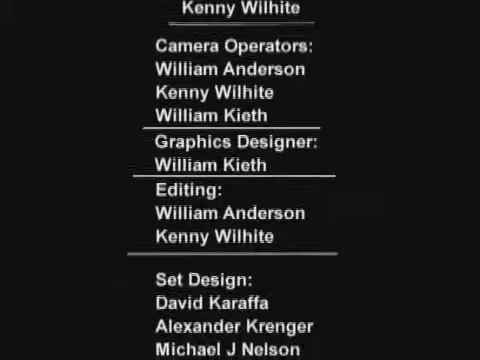 Kenny Wilhite
Camera Operators:
William Anderson
Kenny Wilhite
William Kieth
Graphics Designer:
William Kieth
Editing:
William Anderson
Kenny Wilhite
Set Design:
David Karaffa
Alexander Krenger
Michael J Nelson